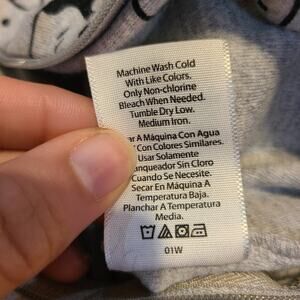 Machine Wash Cold
With Like Colors.
Only Non-chlorine
Bleach When Needed.
Tumble Dry Low.
Medium Iron.
A Máquina Con Agua
Con Colores Similares.
Usar Solamente
Sin Cloro
Cuando Se Necesite.
Secar En Máquina A
Temperatura Baja.
Planchar A Temperatura
Media.
01W